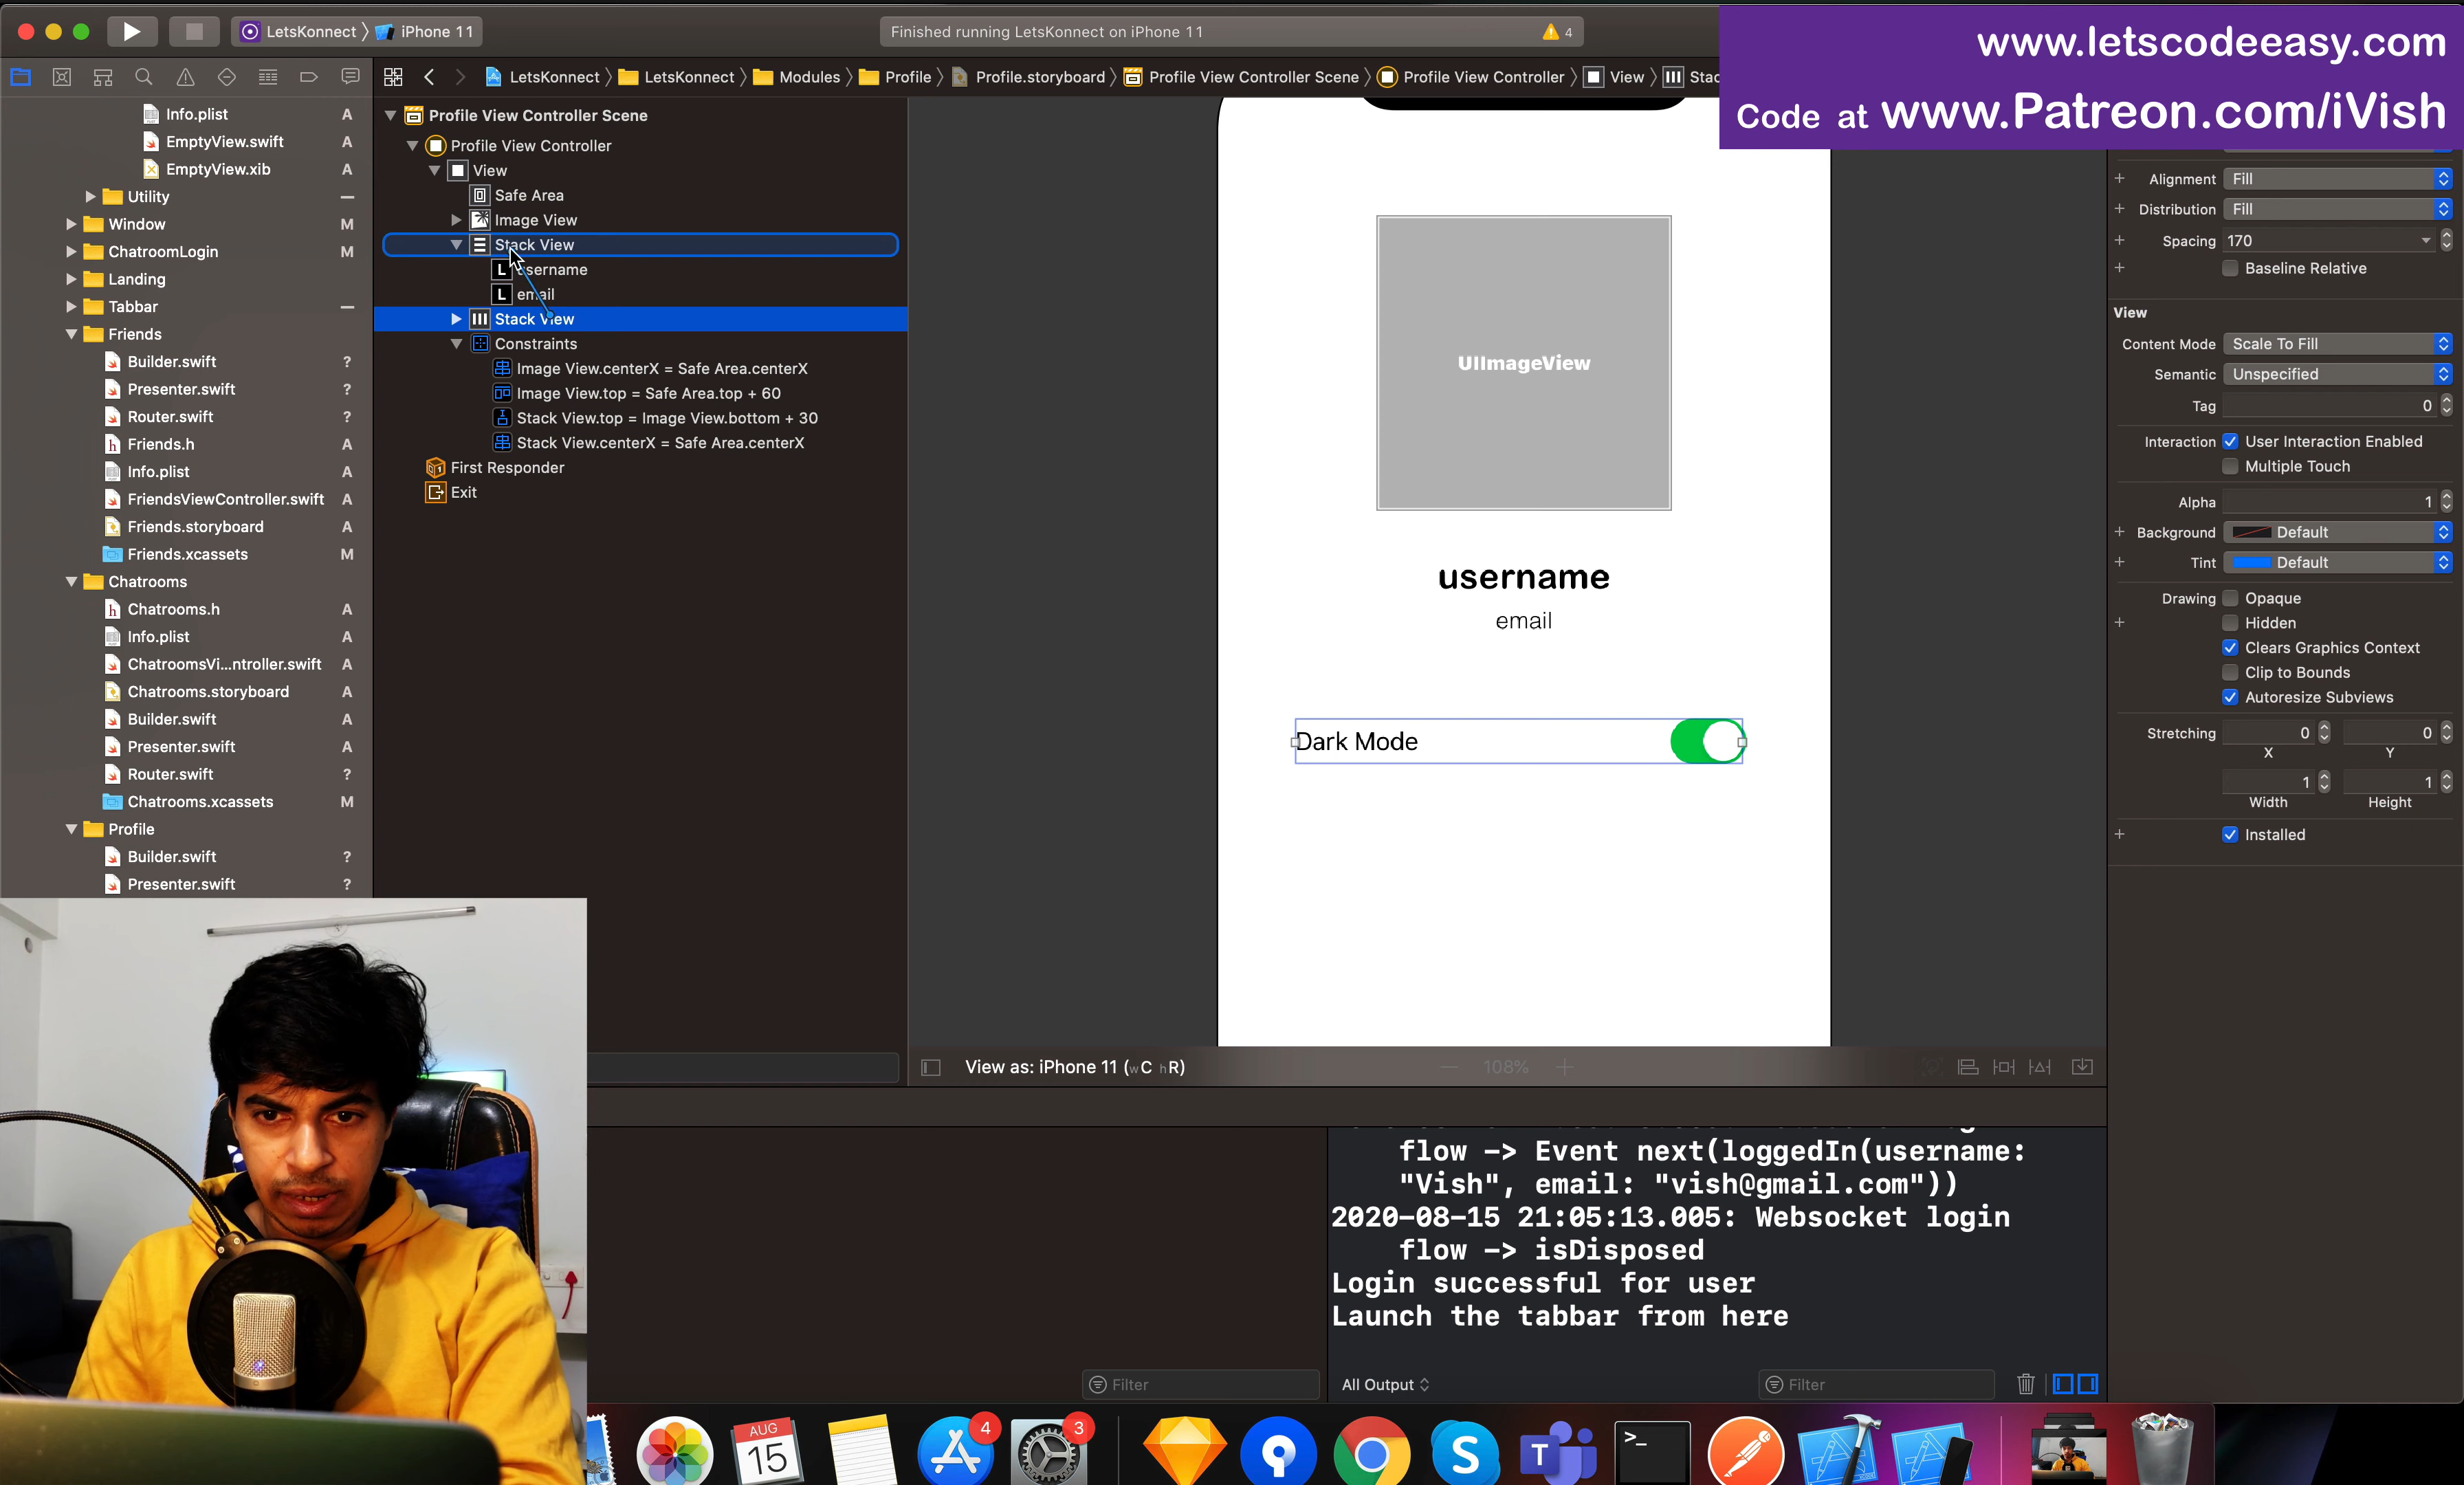 LetsKonnect 〉 iPhone 11
Finished running LetsKonnect on iPhone 11
4
www.letscodeeasy.com
Code at www.Patreon.com/iVish
LetsKonnect 〉 LetsKonnect 〉 Modules 〉 Profile 〉 Profile.storyboard 〉 Profile View Controller Scene 〉 Profile View Controller 〉 View 〉 Stac
Info.plist A
EmptyView.swift A
EmptyView.xib A
Utility
Window M
ChatroomLogin M
Landing
Tabbar
Friends
Builder.swift ?
Presenter.swift ?
Router.swift ?
Friends.h A
Info.plist A
FriendsViewController.swift A
Friends.storyboard A
Friends.xcassets M
Chatrooms
Chatrooms.h A
Info.plist A
ChatroomsVi...ntroller.swift A
Chatrooms.storyboard A
Builder.swift A
Presenter.swift A
Router.swift ?
Chatrooms.xcassets M
Profile
Builder.swift ?
Presenter.swift ?
Profile View Controller Scene
Profile View Controller
View
Safe Area
Image View
Stack View
L username
L email
Stack View
Constraints
Image View.centerX = Safe Area.centerX
Image View.top = Safe Area.top + 60
Stack View.top = Image View.bottom + 30
Stack View.centerX = Safe Area.centerX
First Responder
Exit
UIImageView
username
email
Dark Mode
View as: iPhone 11 (wC hR)
108%
Alignment Fill
Distribution Fill
Spacing 170
Baseline Relative
View
Content Mode Scale To Fill
Semantic Unspecified
Tag 0
Interaction User Interaction Enabled
Multiple Touch
Alpha 1
Background Default
Tint Default
Drawing Opaque
Hidden
Clears Graphics Context
Clip to Bounds
Autoresize Subviews
Stretching 0 0
X Y
1 1
Width Height
Installed
flow -> Event next(loggedIn(username:
"Vish", email: "vish@gmail.com"))
2020-08-15 21:05:13.005: Websocket login
flow -> isDisposed
Login successful for user
Launch the tabbar from here
Filter
All Output
Filter
AUG
15
4
3
S
T
>_